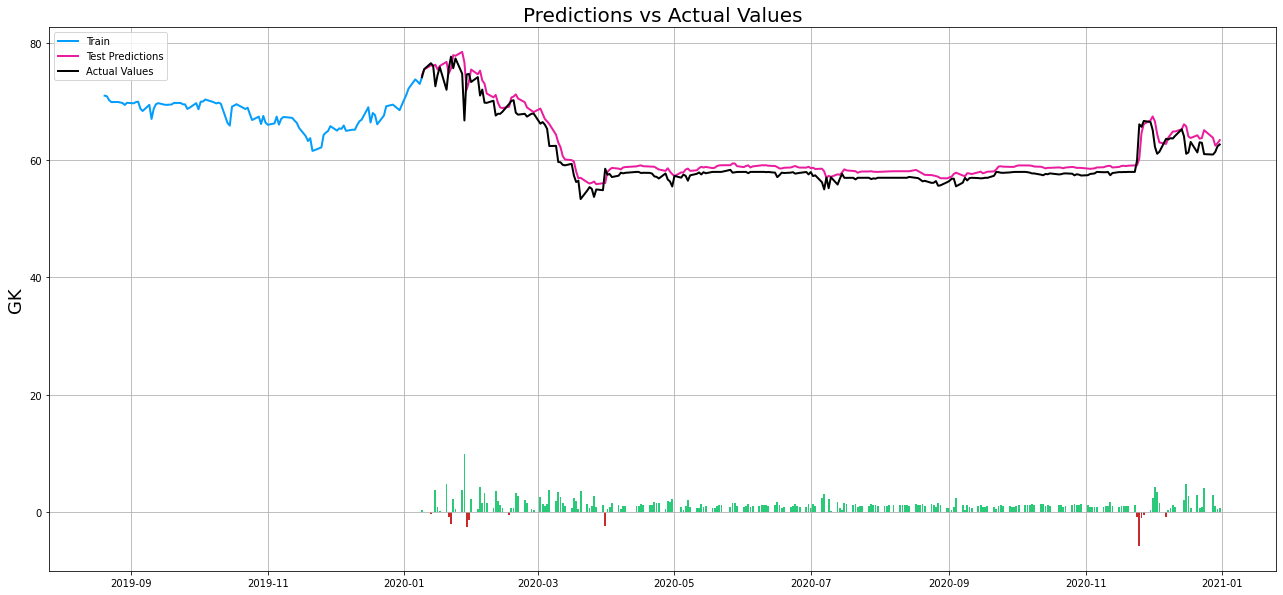 Predictions vs Actual Values
Train
Test Predictions
Actual Values
GK
80
60
40
20
0
2019-09
2019-11
2020-01
2020-03
2020-05
2020-07
2020-09
2020-11
2021-01